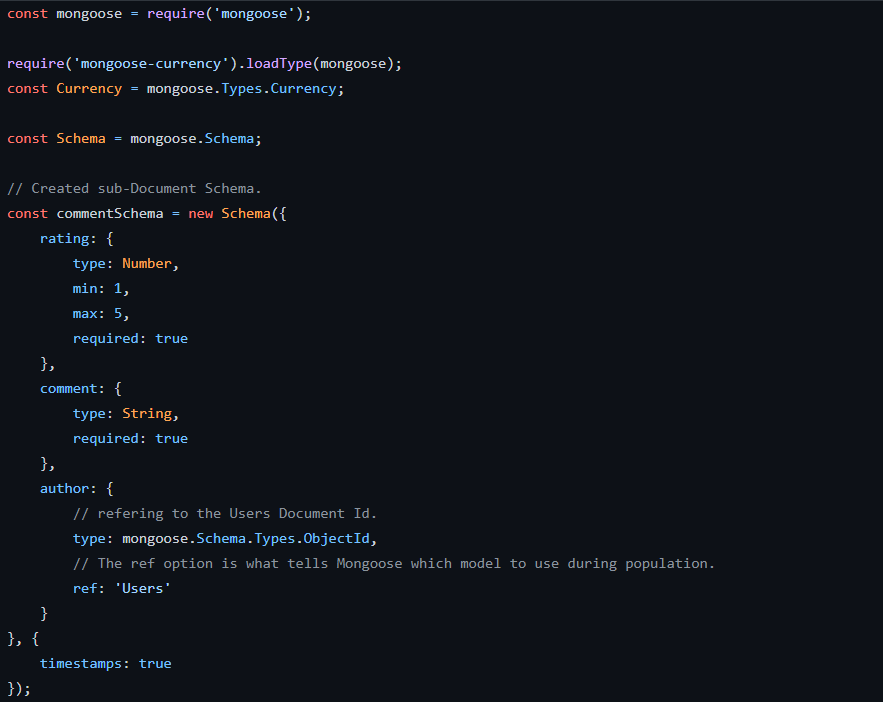 const mongoose = require('mongoose');
require('mongoose-currency').loadType(mongoose);
const Currency = mongoose.Types.Currency;
const Schema = mongoose.Schema;
// Created sub-Document Schema.
const commentSchema = new Schema({
    rating: {
        type: Number,
        min: 1,
        max: 5,
        required: true
    },
    comment: {
        type: String,
        required: true
    },
    author: {
        // refering to the Users Document Id.
        type: mongoose.Schema.Types.ObjectId,
        // The ref option is what tells Mongoose which model to use during population.
        ref: 'Users'
    }
}, {
    timestamps: true
});